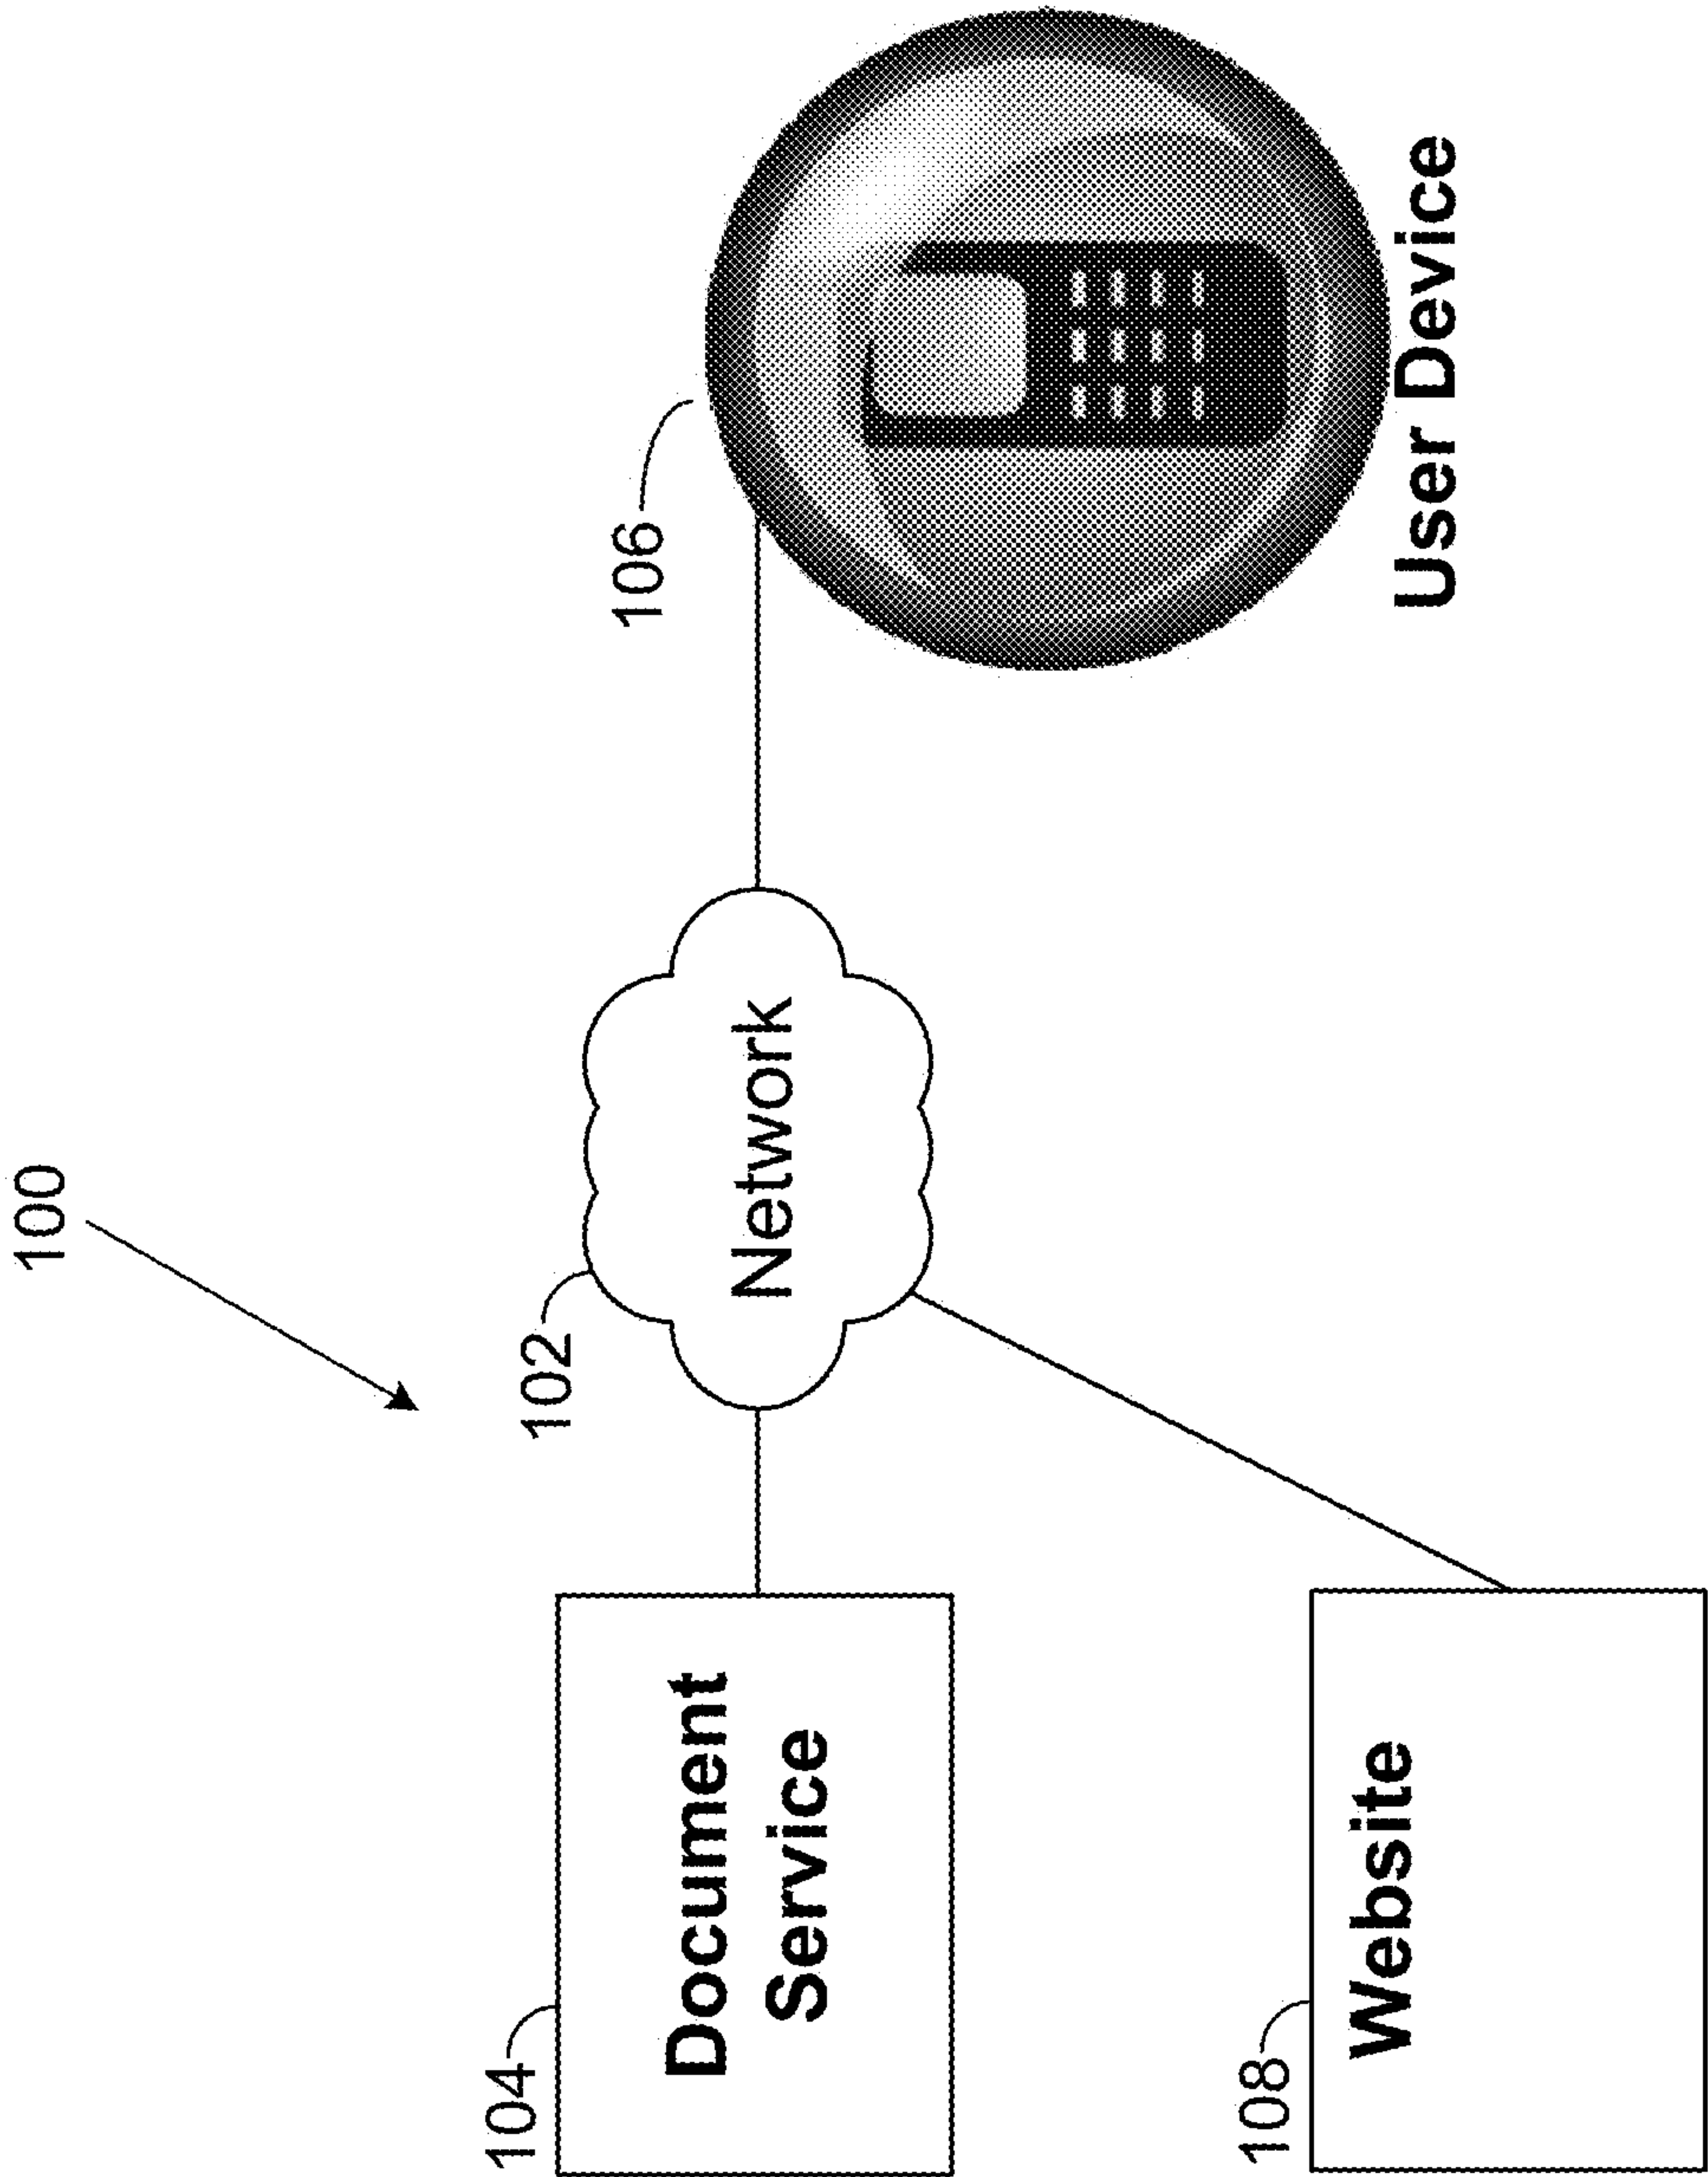 100
102
Network
106
User Device
104
Document
Service
108
Website